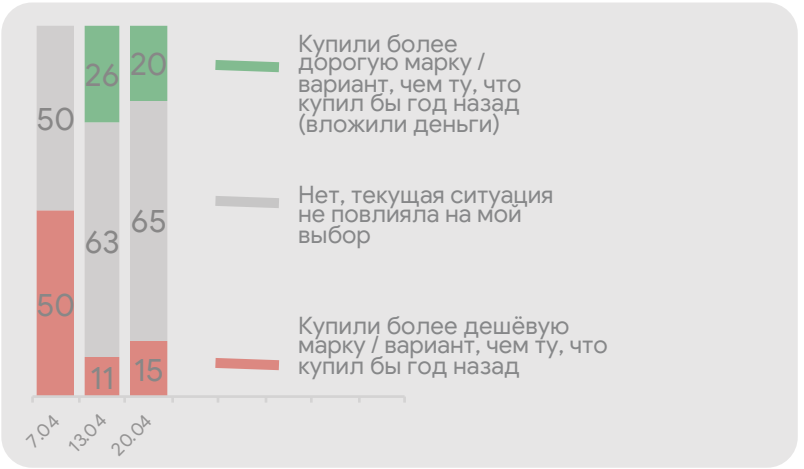 Купили более
дорогую марку /
вариант, чем ту, что
купил бы год назад
(вложили деньги)
26
20
50
Нет, текущая ситуация
не повлияла на мой
выбор
63
65
50
Купили более дешёвую
марку / вариант, чем ту, что
купил бы год назад
11
15
7.04
13.04
20.04